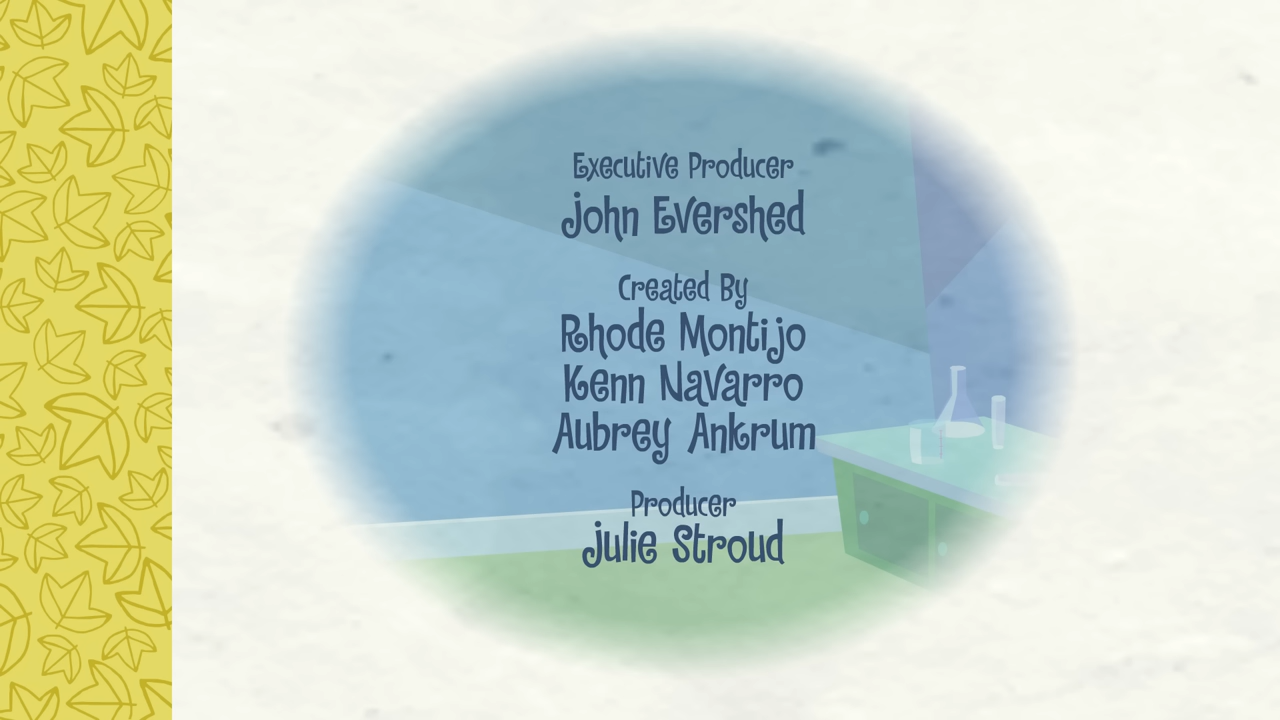 Executive Producer
John Evershed
Created By
Rhode Montijo
Kenn Navarro
Aubrey Ankrum
Producer
Julie Stroud